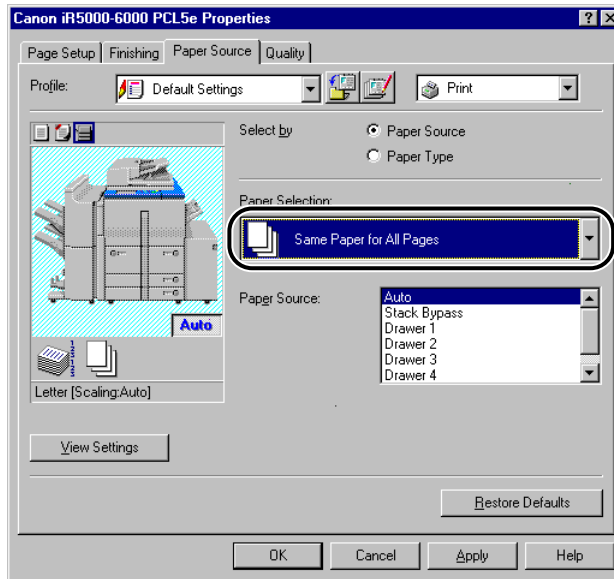 Canon iR5000-6000 PCL5e Properties
Page Setup Finishing Paper Source Quality
Profile: Default Settings Print
Select by Paper Source
Paper Type
Paper Selection:
Same Paper for All Pages
Paper Source: Auto
Stack Bypass
Drawer 1
Drawer 2
Drawer 3
Drawer 4
Auto
Letter [Scaling:Auto]
View Settings
Restore Defaults
OK Cancel Apply Help